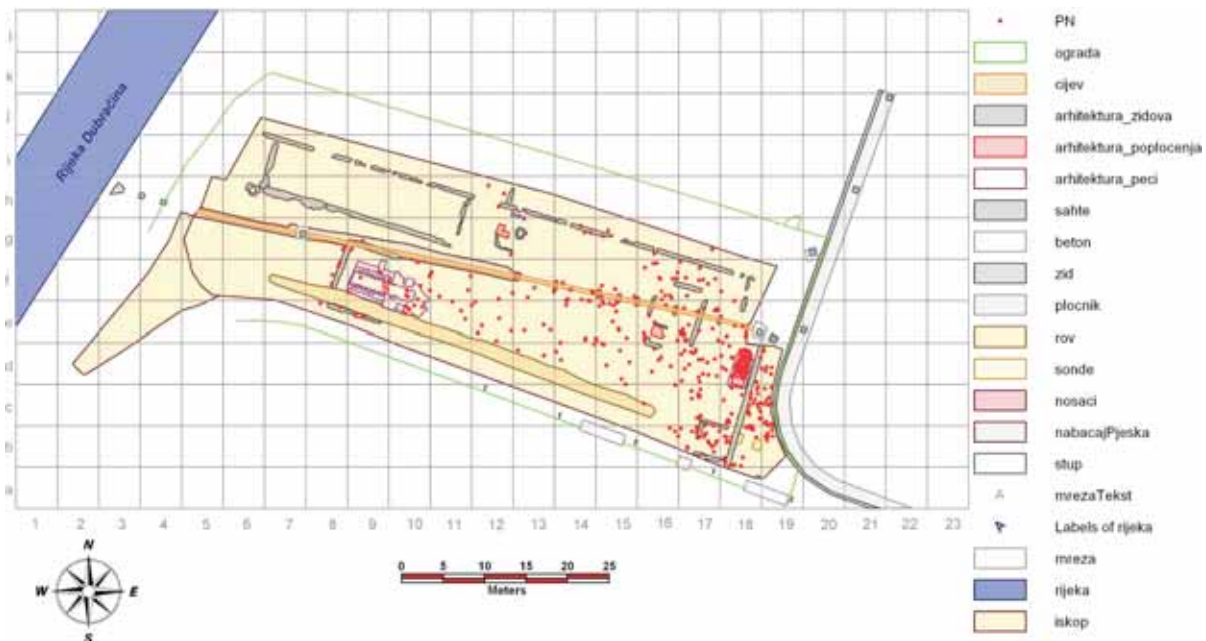 Rijeka Dubračina
l
k
j
i
h
g
f
e
d
c
b
a
1 2 3 4 5 6 7 8 9 10 11 12 13 14 15 16 17 18 19 20 21 22 23
N
W E
S
0 5 10 15 20 25
Meters
PN
ograda
cijev
arhitektura_zidova
arhitektura_poplocenja
arhitektura_peci
sahte
beton
zid
plocnik
rov
sonde
nosaci
nabacajPjeska
stup
A mrezaTekst
A Labels of rijeka
mreza
rijeka
iskop